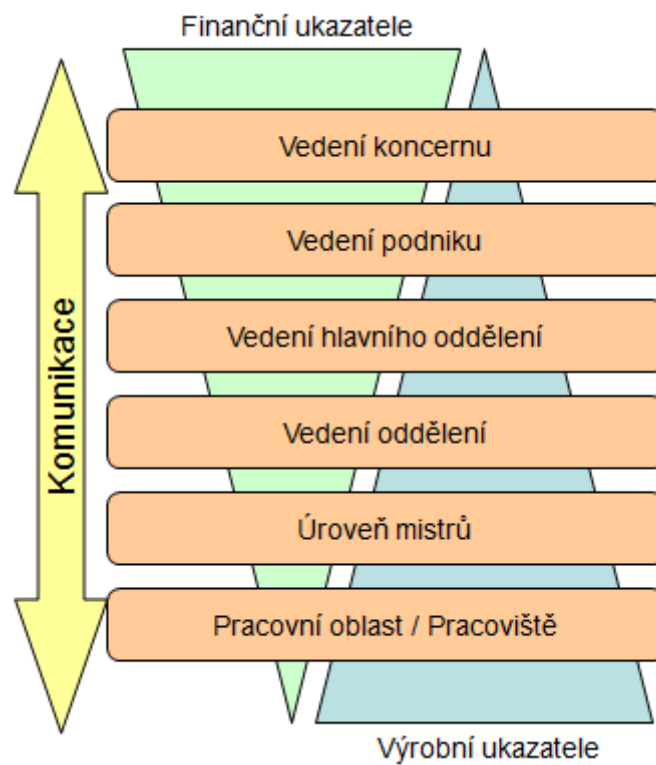 Finanční ukazatele
Vedení koncernu
Vedení podniku
Vedení hlavního oddělení
Vedení oddělení
Úroveň mistrů
Pracovní oblast / Pracoviště
Komunikace
Výrobní ukazatele